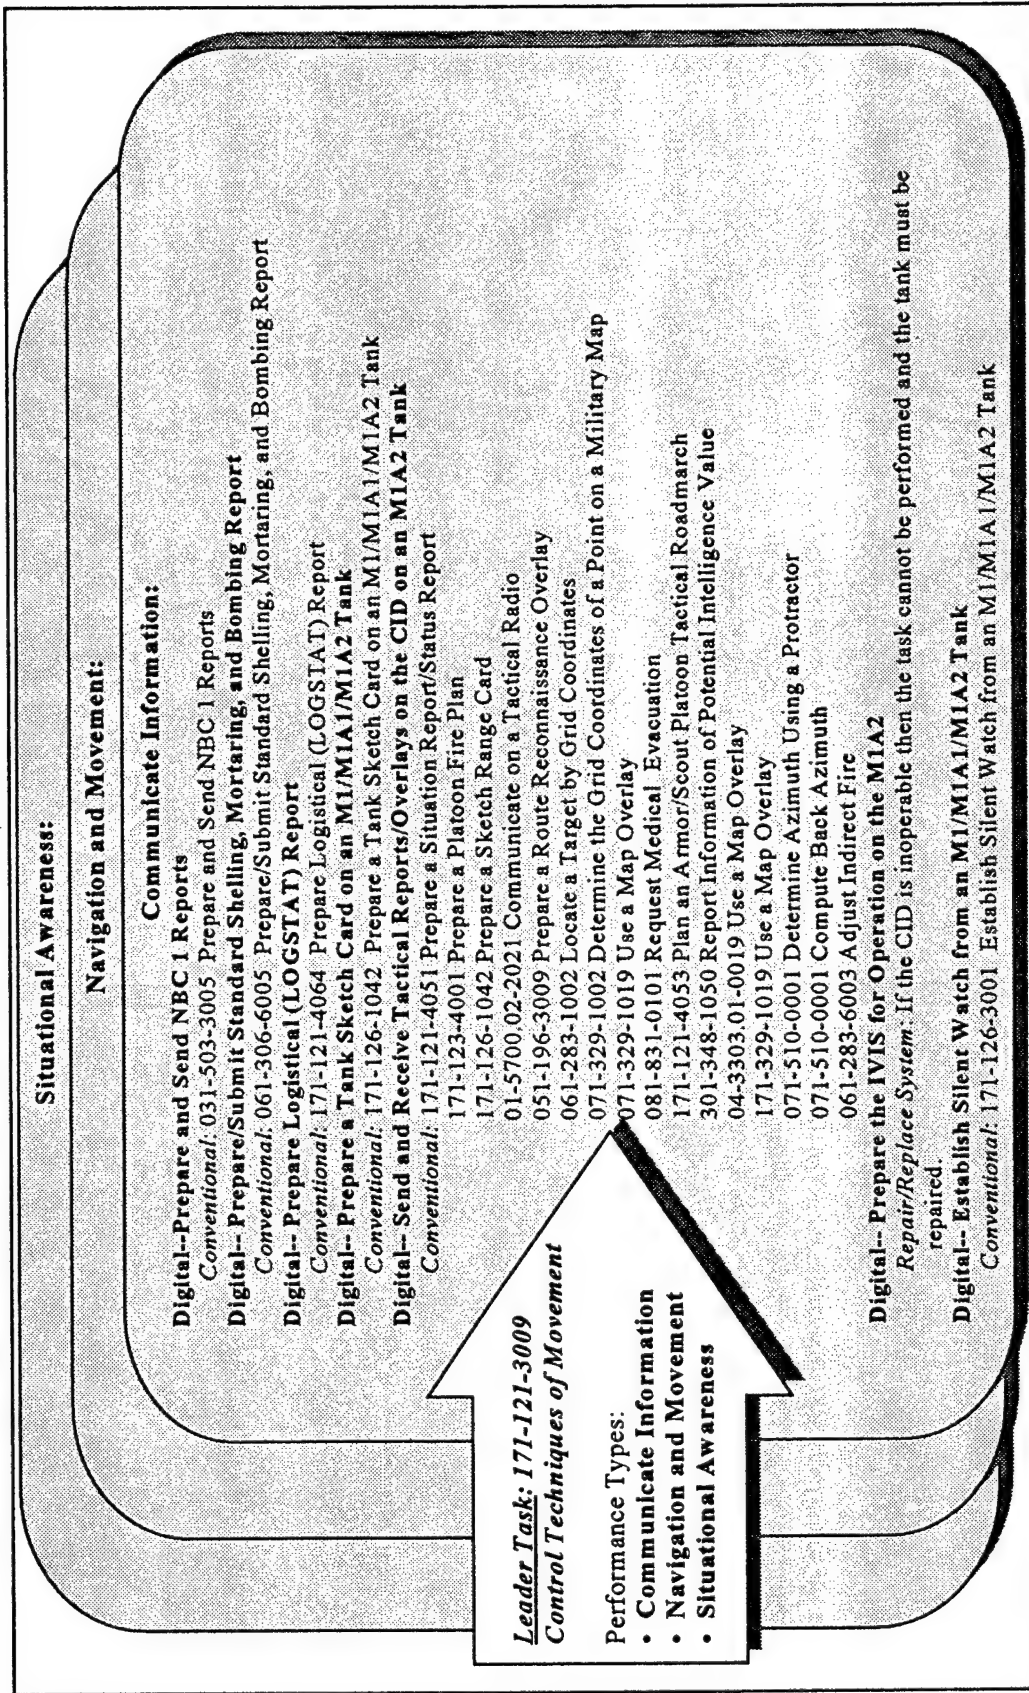 Situational Awareness:
Navigation and Movement:
Communicate Information:
Digital--Prepare and Send NBC 1 Reports
Conventional: 031-503-3005 Prepare and Send NBC 1 Reports
Digital-- Prepare/Submit Standard Shelling, Mortaring, and Bombing Report
Conventional: 061-306-6005 Prepare/Submit Standard Shelling, Mortaring, and Bombing Report
Digital-- Prepare Logistical (LOGSTAT) Report
Conventional: 171-121-4064 Prepare Logistical (LOGSTAT) Report
Digital-- Prepare a Tank Sketch Card on an M1/M1A1/M1A2 Tank
Conventional: 171-126-1042 Prepare a Tank Sketch Card on an M1/M1A1/M1A2 Tank
Digital-- Send and Receive Tactical Reports/Overlays on the CID on an M1A2 Tank
Conventional: 171-121-4051 Prepare a Situation Report/Status Report
171-123-4001 Prepare a Platoon Fire Plan
171-126-1042 Prepare a Sketch Range Card
01-5700.02-2021 Communicate on a Tactical Radio
051-196-3009 Prepare a Route Reconnaissance Overlay
061-283-1002 Locate a Target by Grid Coordinates
071-329-1002 Determine the Grid Coordinates of a Point on a Military Map
071-329-1019 Use a Map Overlay
081-831-0101 Request Medical Evacuation
171-121-4053 Plan an Armor/Scout Platoon Tactical Roadmarch
301-348-1050 Report Information of Potential Intelligence Value
04-3303.01-0019 Use a Map Overlay
171-329-1019 Use a Map Overlay
071-510-0001 Determine Azimuth Using a Protractor
071-510-0001 Compute Back Azimuth
061-283-6003 Adjust Indirect Fire
Digital-- Prepare the IVIS for Operation on the M1A2
Repair/Replace System: If the CID is inoperable then the task cannot be performed and the tank must be
repaired.
Digital-- Establish Silent Watch from an M1/M1A1/M1A2 Tank
Conventional: 171-126-3001 Establish Silent Watch from an M1/M1A1/M1A2 Tank
Leader Task: 171-121-3009
Control Techniques of Movement
Performance Types:
• Communicate Information
• Navigation and Movement
• Situational Awareness